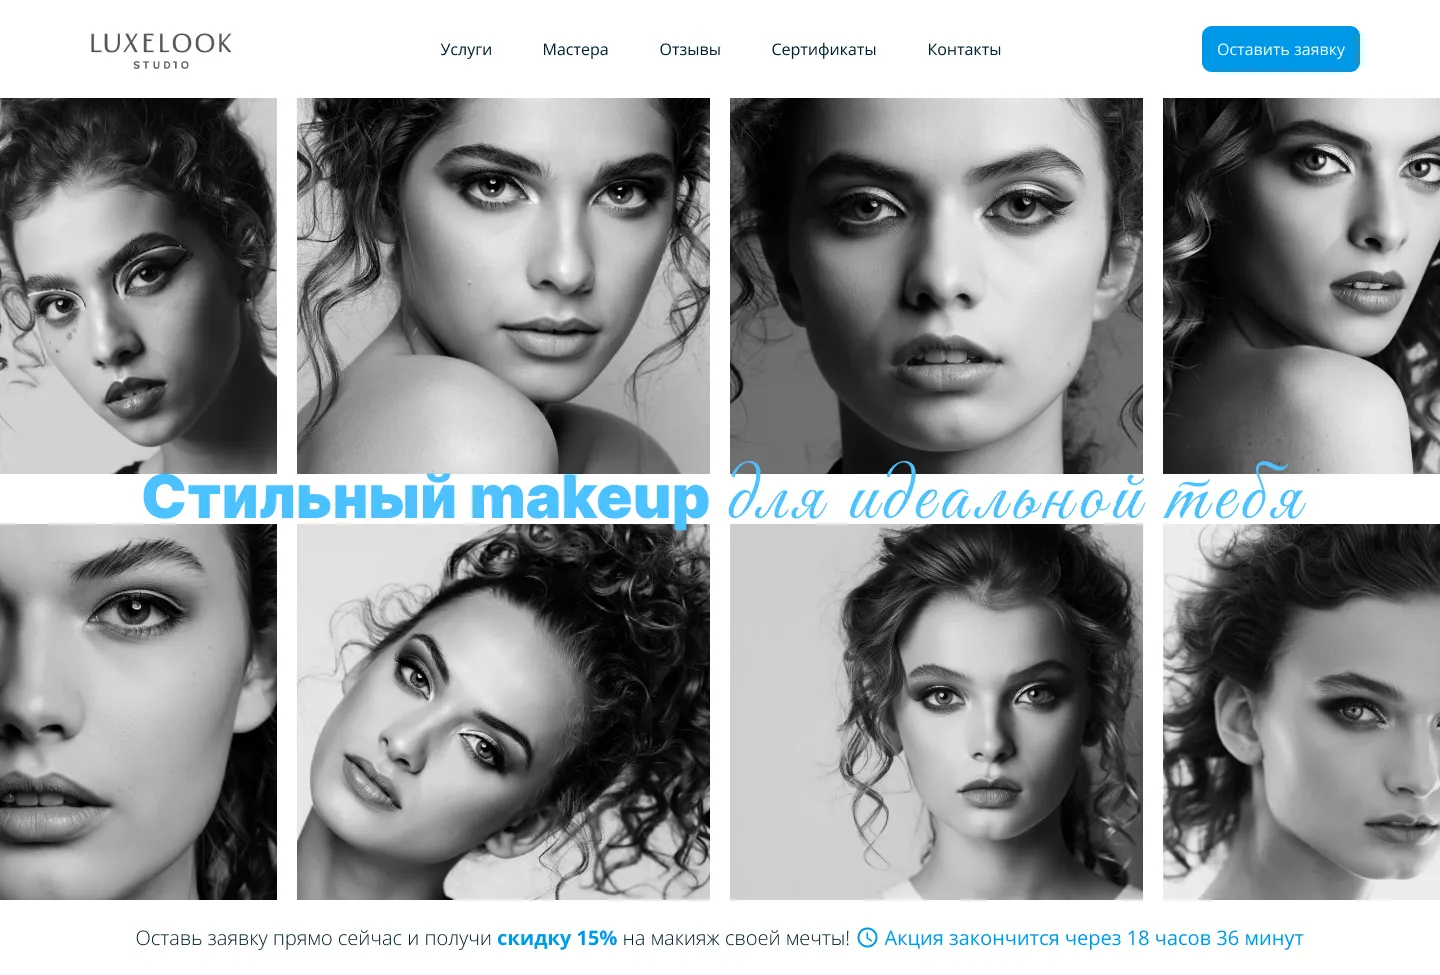 LUXELOOK
STUDIO
Услуги
Мастера
Отзывы
Сертификаты
Контакты
Оставить заявку
Стильный makeup для идеальной тебя
Оставь заявку прямо сейчас и получи скидку 15% на макияж своей мечты! Акция закончится через 18 часов 36 минут